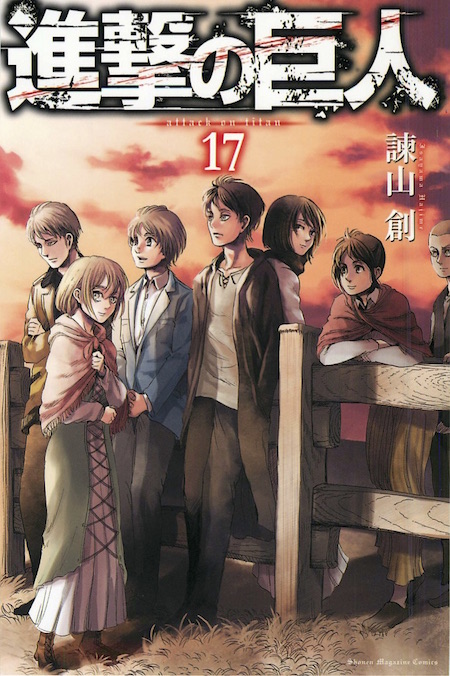 進撃の巨人
attack on titan
17
諫山創
Isayama Hajime
Shonen Magazine Comics